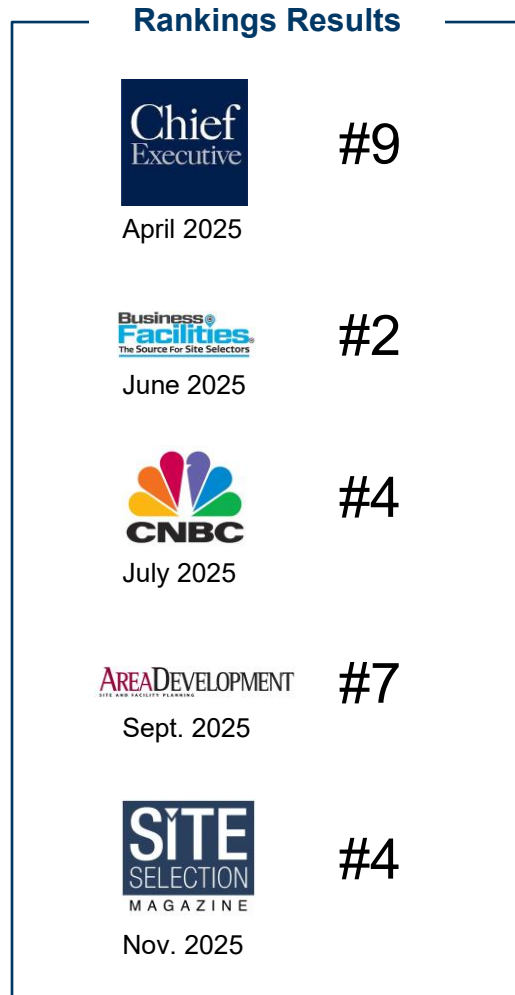 Rankings Results
Chief
Executive
#9
April 2025
Business
Facilities®
The Source For Site Selectors
#2
June 2025
CNBC
#4
July 2025
AREADEVELOPMENT
SITE AND FACILITY PLANNING
#7
Sept. 2025
SITE
SELECTION
MAGAZINE
#4
Nov. 2025